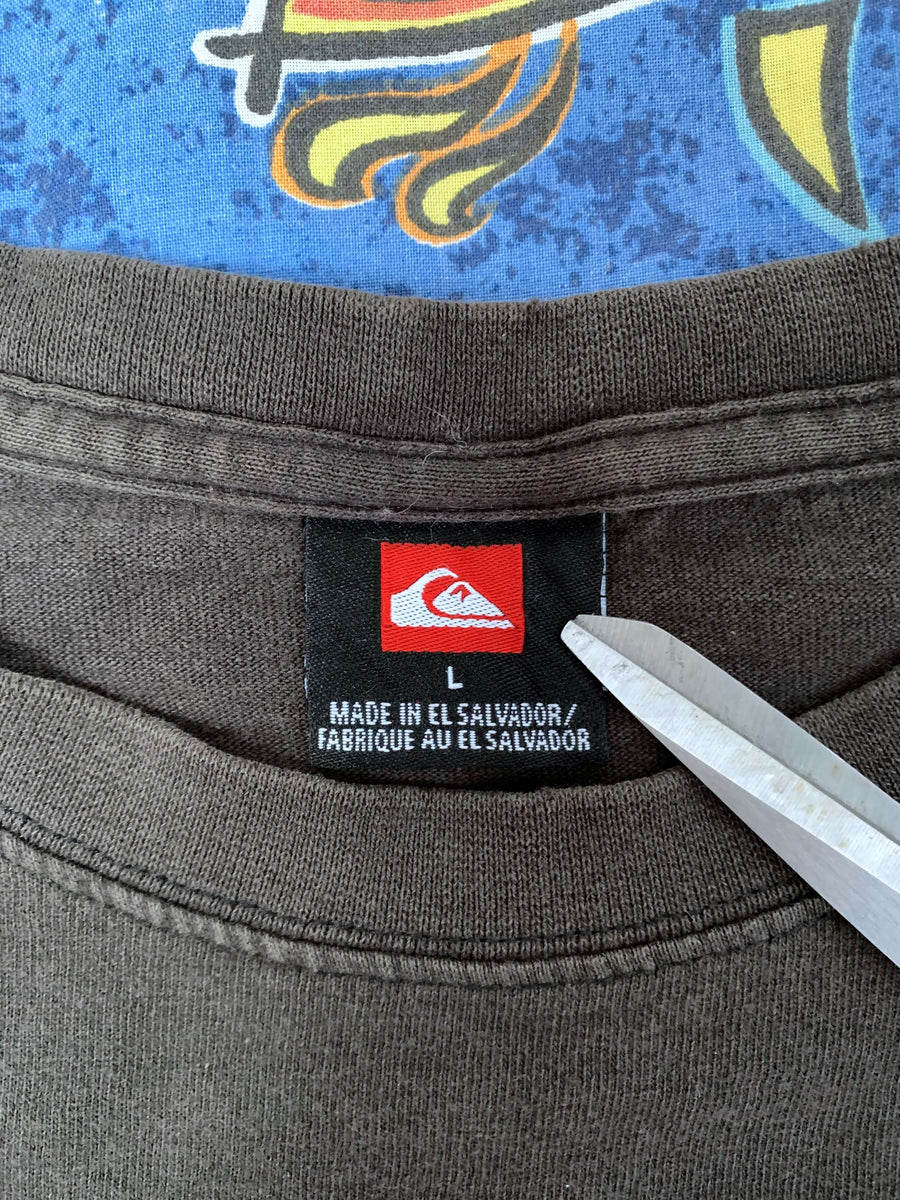 L
MADE IN EL SALVADOR/
FABRIQUE AU EL SALVADOR